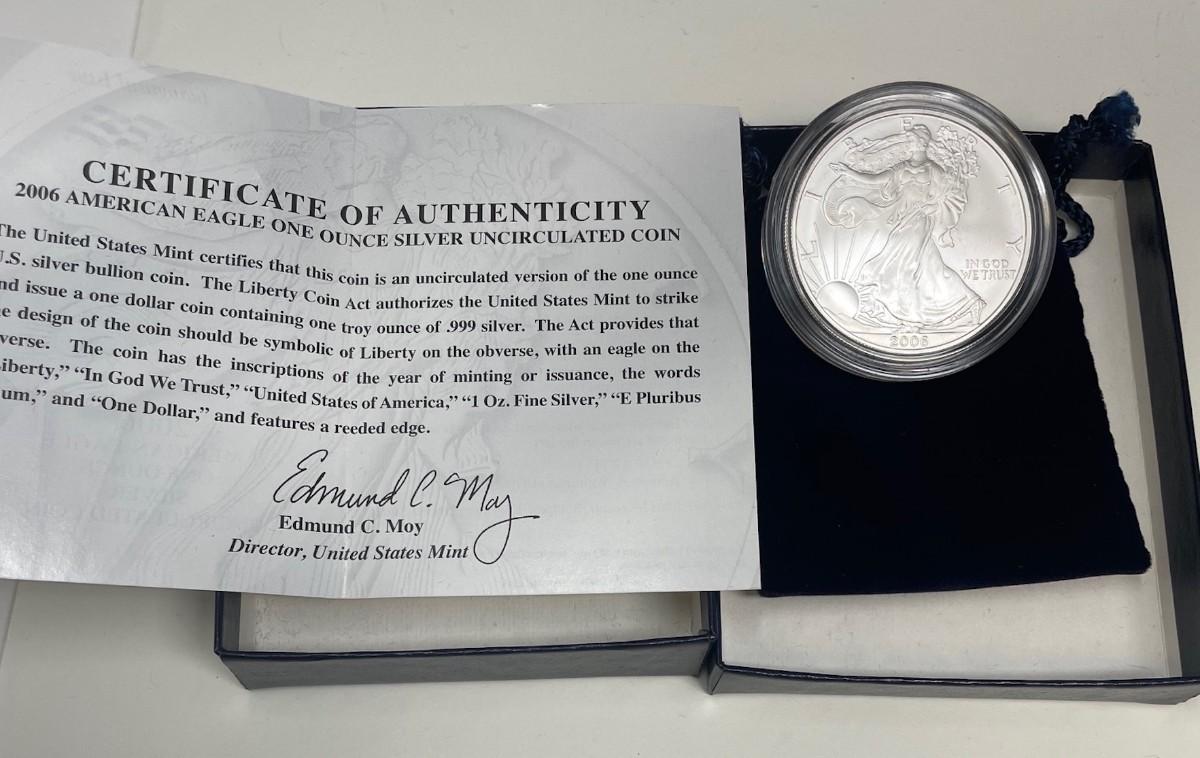 CERTIFICATE OF AUTHENTICITY
2006 AMERICAN EAGLE ONE OUNCE SILVER UNCIRCULATED COIN
The United States Mint certifies that this coin is an uncirculated version of the one ounce
U.S. silver bullion coin. The Liberty Coin Act authorizes the United States Mint to strike
nd issue a one dollar coin containing one troy ounce of .999 silver. The Act provides that
e design of the coin should be symbolic of Liberty on the obverse, with an eagle on the
verse. The coin has the inscriptions of the year of minting or issuance, the words
iberty,” “In God We Trust,” “United States of America,” “1 Oz. Fine Silver,” “E Pluribus
um,” and “One Dollar,” and features a reeded edge.
Edmund C. Moy
Edmund C. Moy
Director, United States Mint
LIBERTY
IN GOD
WE TRUST
2006